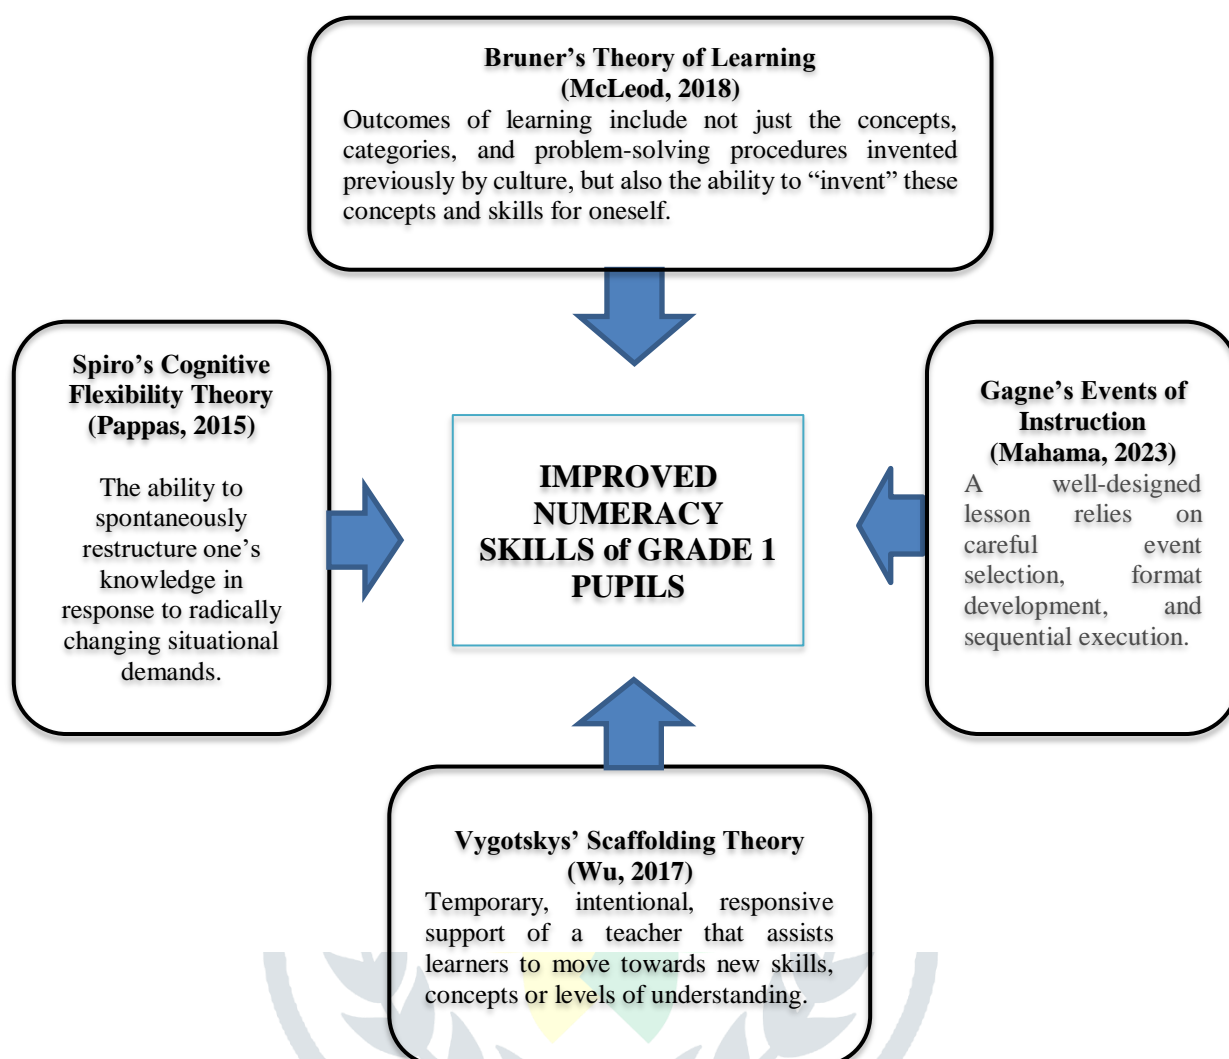 Bruner’s Theory of Learning
(McLeod, 2018)
Outcomes of learning include not just the concepts,
categories, and problem-solving procedures invented
previously by culture, but also the ability to “invent” these
concepts and skills for oneself.
Spiro’s Cognitive
Flexibility Theory
(Pappas, 2015)
The ability to
spontaneously
restructure one’s
knowledge in
response to radically
changing situational
demands.
IMPROVED
NUMERACY
SKILLS of GRADE 1
PUPILS
Gagne’s Events of
Instruction
(Mahama, 2023)
A well-designed
lesson relies on
careful event
selection, format
development, and
sequential execution.
Vygotskys’ Scaffolding Theory
(Wu, 2017)
Temporary, intentional, responsive
support of a teacher that assists
learners to move towards new skills,
concepts or levels of understanding.